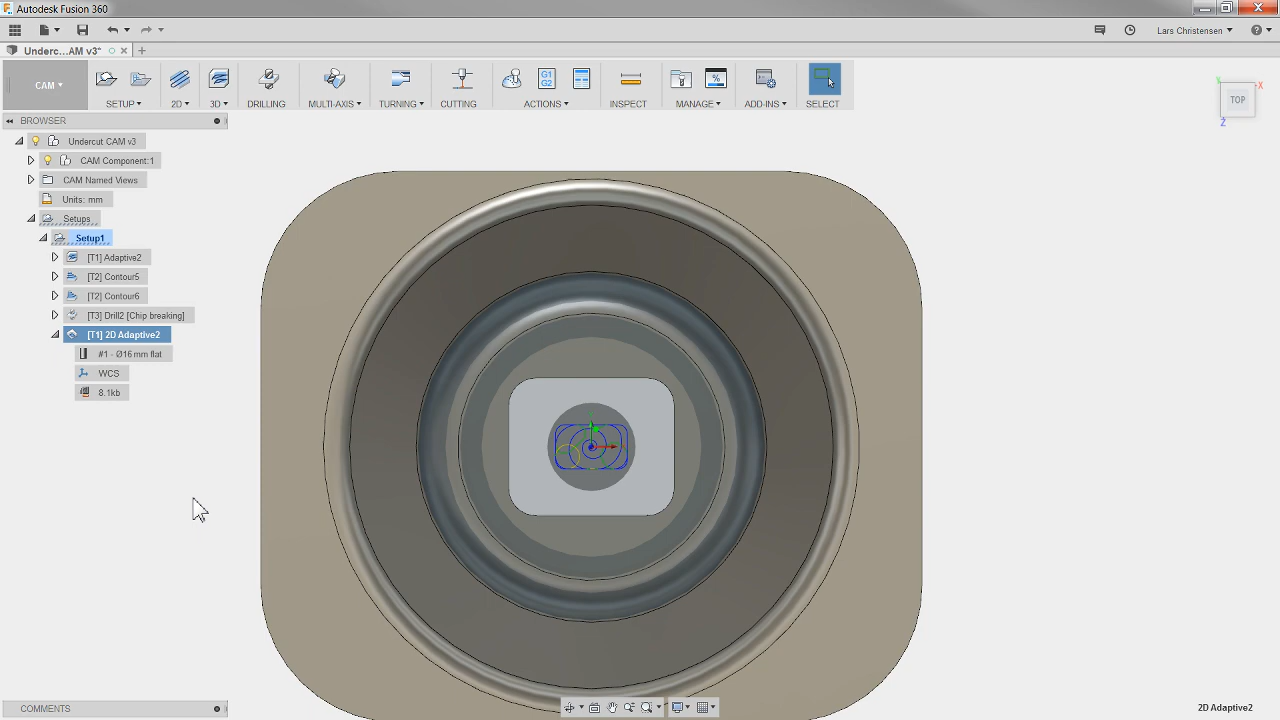 Autodesk Fusion 360
Lars Christensen
Underc...AM v3*
CAM
SETUP
2D
3D
DRILLING
MULTI-AXIS
TURNING
CUTTING
G1
G2
ACTIONS
INSPECT
MANAGE
ADD-INS
SELECT
TOP
X
Y
Z
BROWSER
Undercut CAM v3
CAM Component:1
CAM Named Views
Units: mm
Setups
Setup1
[T1] Adaptive2
[T2] Contour5
[T2] Contour6
[T3] Drill2 [Chip breaking]
[T1] 2D Adaptive2
#1 - Ø16 mm flat
WCS
8.1kb
COMMENTS
2D Adaptive2